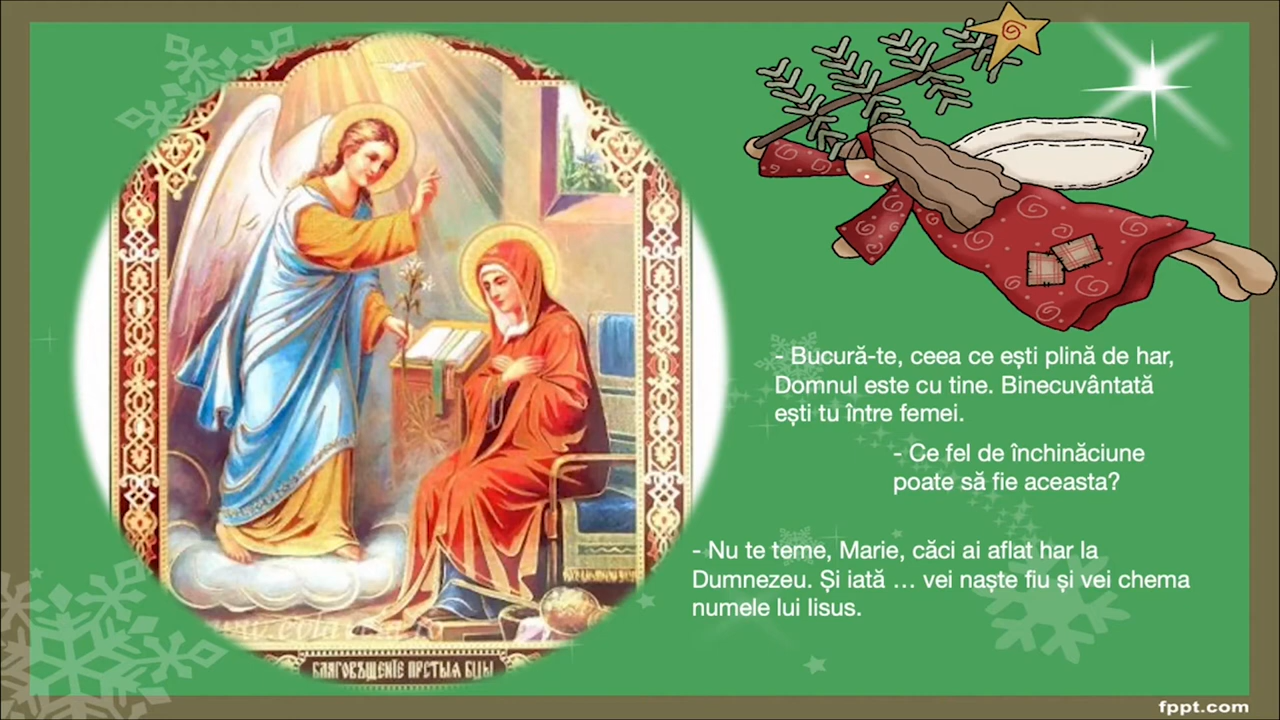 - Bucură-te, ceea ce ești plină de har,
Domnul este cu tine. Binecuvântată
ești tu între femei.
- Ce fel de închinăciune
poate să fie aceasta?
- Nu te teme, Marie, căci ai aflat har la
Dumnezeu. Și iată … vei naște fiu și vei chema
numele lui Iisus.
БЛАГОВѢЩЕНІЕ ПРСТЫЯ БЦЫ
fppt.com